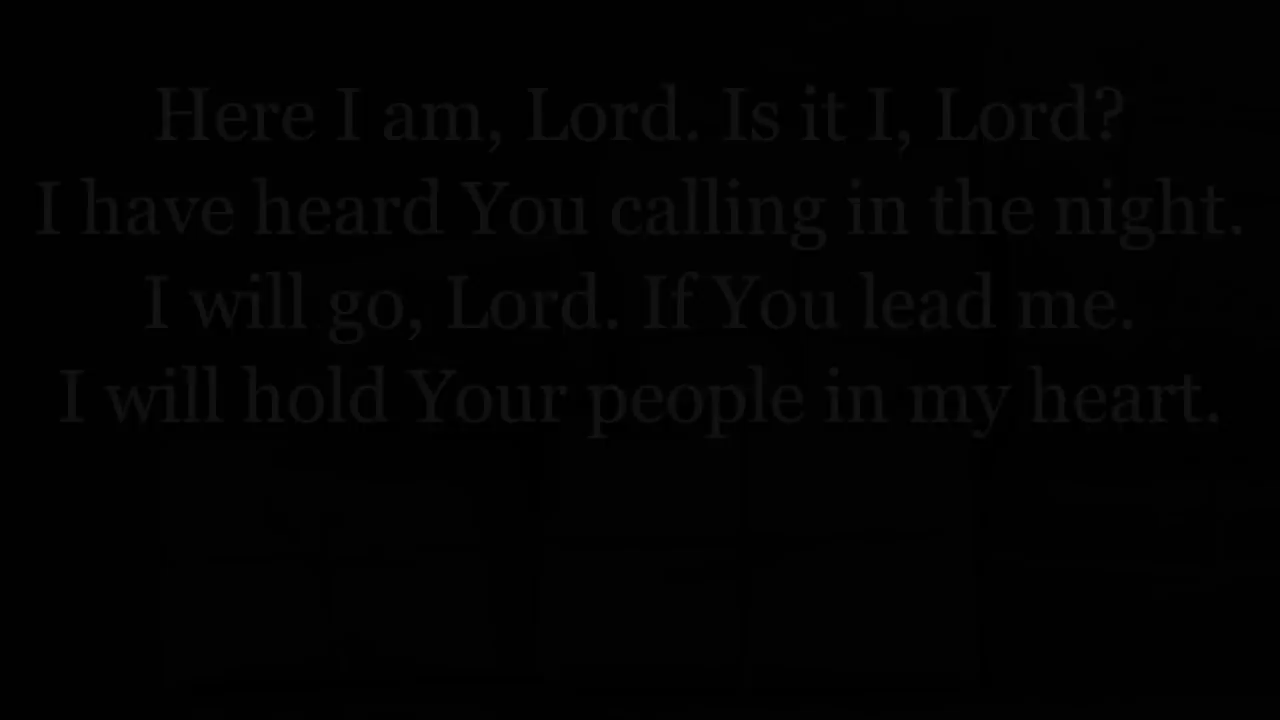 Here I am, Lord. Is it I, Lord?
I have heard You calling in the night.
I will go, Lord. If You lead me.
I will hold Your people in my heart.